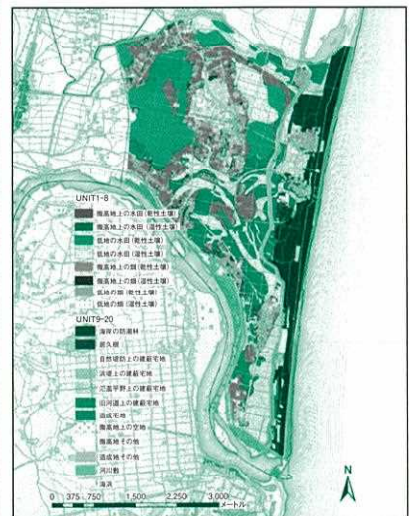 UNIT1-8
微高地上の水田(乾性土壌)
微高地上の水田(湿性土壌)
低地の水田(乾性土壌)
低地の水田(湿性土壌)
微高地上の畑(乾性土壌)
微高地上の畑(湿性土壌)
低地の畑(乾性土壌)
低地の畑(湿性土壌)
UNIT9-20
海岸の防潮林
屋久根
自然堤防上の建蔽宅地
浜堤上の建蔽宅地
氾濫平野上の建蔽宅地
旧河道上の建蔽宅地
造成宅地
微高地上の空地
微高地その他
造成地その他
河川敷
海浜
0 375 750 1,500 2,250 3,000 メートル
N